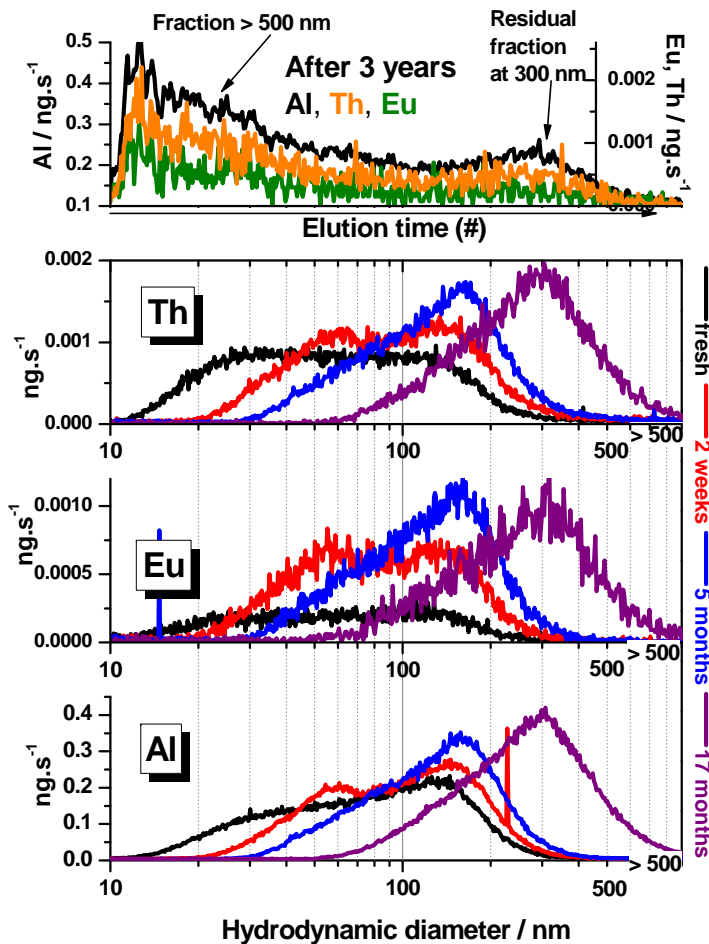 Fraction > 500 nm
Residual
fraction
at 300 nm
After 3 years
Al, Th, Eu
Al / ng.s⁻¹
0.5
0.4
0.3
0.2
0.1
Eu, Th / ng.s⁻¹
0.002
0.001
0.000
Elution time (#)
Th
ng.s⁻¹
0.002
0.001
0.000
10
100
500
> 500
Eu
ng.s⁻¹
0.0010
0.0005
0.0000
10
100
500
> 500
Al
ng.s⁻¹
0.4
0.3
0.2
0.1
0.0
10
100
500
> 500
Hydrodynamic diameter / nm
fresh
2 weeks
5 months
17 months